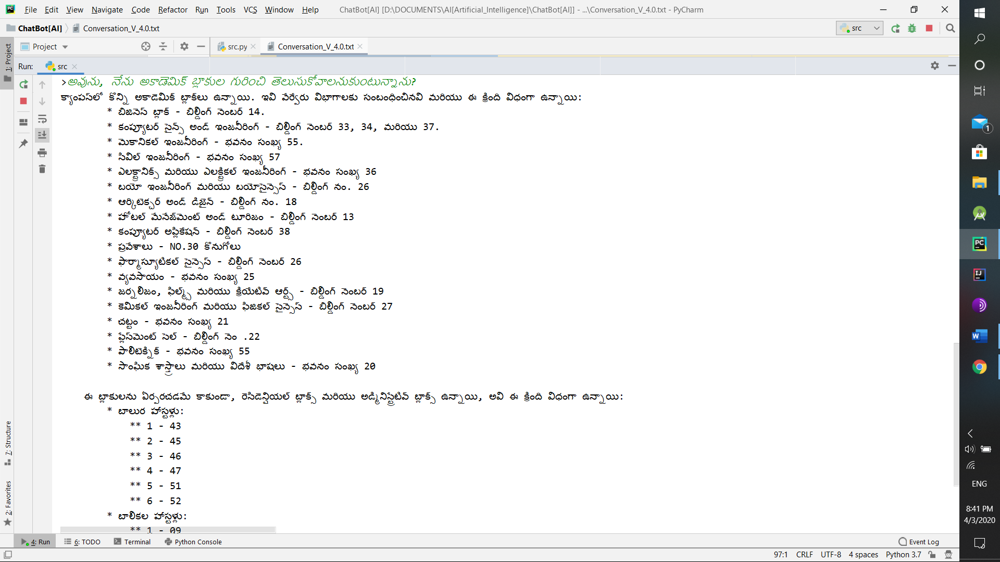 File Edit View Navigate Code Refactor Run Tools VCS Window Help ChatBot[AI] [D:\DOCUMENTS\AI[Artificial_Intelligence]\ChatBot[AI]] - ...\Conversation_V_4.0.txt - PyCharm
ChatBot[AI] Conversation_V_4.0.txt src
Project src.py Conversation_V_4.0.txt
Run: src
>అవును, నేను అకాడెమిక్ బ్లాకుల గురించి తెలుసుకోవాలనుకుంటున్నాను?
క్యాంపస్‌లో కొన్ని అకాడెమిక్ బ్లాక్‌లు ఉన్నాయి. ఇవి వేర్వేరు విభాగాలకు సంబంధించినవి మరియు ఈ క్రింది విధంగా ఉన్నాయి:
* బిజినెస్ బ్లాక్ - బిల్డింగ్ నెంబర్ 14.
* కంప్యూటర్ సైన్స్ అండ్ ఇంజనీరింగ్ - బిల్డింగ్ నెంబర్ 33, 34, మరియు 37.
* మెకానికల్ ఇంజనీరింగ్ - భవనం సంఖ్య 55.
* సివిల్ ఇంజనీరింగ్ - భవనం సంఖ్య 57
* ఎలక్ట్రానిక్స్ మరియు ఎలక్ట్రికల్ ఇంజనీరింగ్ - భవనం సంఖ్య 36
* బయో ఇంజనీరింగ్ మరియు బయోసైన్సెస్ - బిల్డింగ్ నం. 26
* ఆర్కిటెక్చర్ అండ్ డిజైన్ - బిల్డింగ్ నం. 18
* హోటల్ మేనేజ్‌మెంట్ అండ్ టూరిజం - బిల్డింగ్ నెంబర్ 13
* కంప్యూటర్ అప్లికేషన్ - బిల్డింగ్ నెంబర్ 38
* ప్రవేశాలు - NO.30 కొనుగోలు
* ఫార్మాస్యూటికల్ సైన్సెస్ - బిల్డింగ్ నెంబర్ 26
* వ్యవసాయం - భవనం సంఖ్య 25
* జర్నలిజం, ఫిల్మ్స్ మరియు క్రియేటివ్ ఆర్ట్స్ - బిల్డింగ్ నెంబర్ 19
* కెమికల్ ఇంజనీరింగ్ మరియు ఫిజికల్ సైన్సెస్ - బిల్డింగ్ నెంబర్ 27
* చట్టం - భవనం సంఖ్య 21
* ప్లేస్‌మెంట్ సెల్ - బిల్డింగ్ నెం .22
* పాలిటెక్నిక్ - భవనం సంఖ్య 55
* సాంఘిక శాస్త్రాలు మరియు విదేశీ భాషలు - భవనం సంఖ్య 20
ఈ బ్లాకులను ఏర్పరచడమే కాకుండా, రెసిడెన్షియల్ బ్లాక్స్ మరియు అడ్మినిస్ట్రేటివ్ బ్లాక్స్ ఉన్నాయి, అవి ఈ క్రింది విధంగా ఉన్నాయి:
* బాలుర హాస్టళ్లు:
** 1 - 43
** 2 - 45
** 3 - 46
** 4 - 47
** 5 - 51
** 6 - 52
* బాలికల హాస్టళ్లు:
** 1 - 09
1: Project
7: Structure
2: Favorites
4: Run 6: TODO Terminal Python Console Event Log
97:1 CRLF UTF-8 4 spaces Python 3.7
1
ENG
8:41 PM
4/3/2020